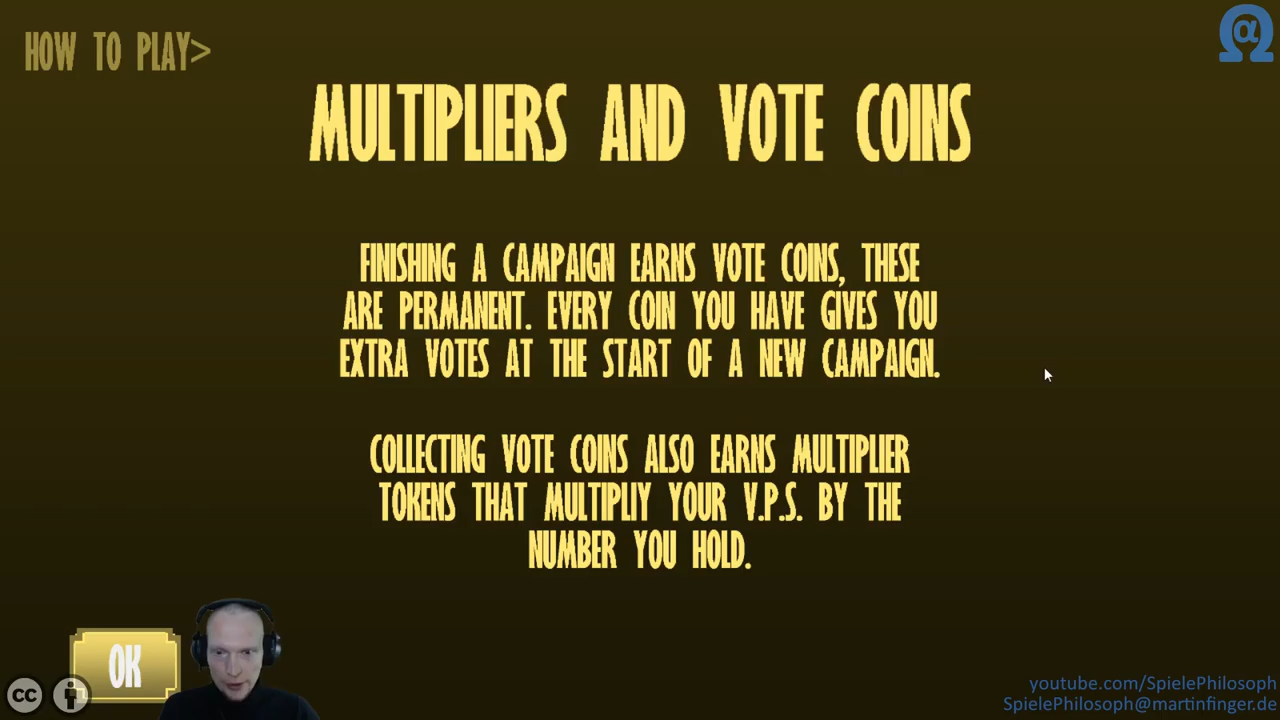 HOW TO PLAY>
MULTIPLIERS AND VOTE COINS
FINISHING A CAMPAIGN EARNS VOTE COINS, THESE
ARE PERMANENT. EVERY COIN YOU HAVE GIVES YOU
EXTRA VOTES AT THE START OF A NEW CAMPAIGN.
COLLECTING VOTE COINS ALSO EARNS MULTIPLIER
TOKENS THAT MULTIPLIY YOUR V.P.S. BY THE
NUMBER YOU HOLD.
OK
cc
youtube.com/SpielePhilosoph
SpielePhilosoph@martinfinger.de